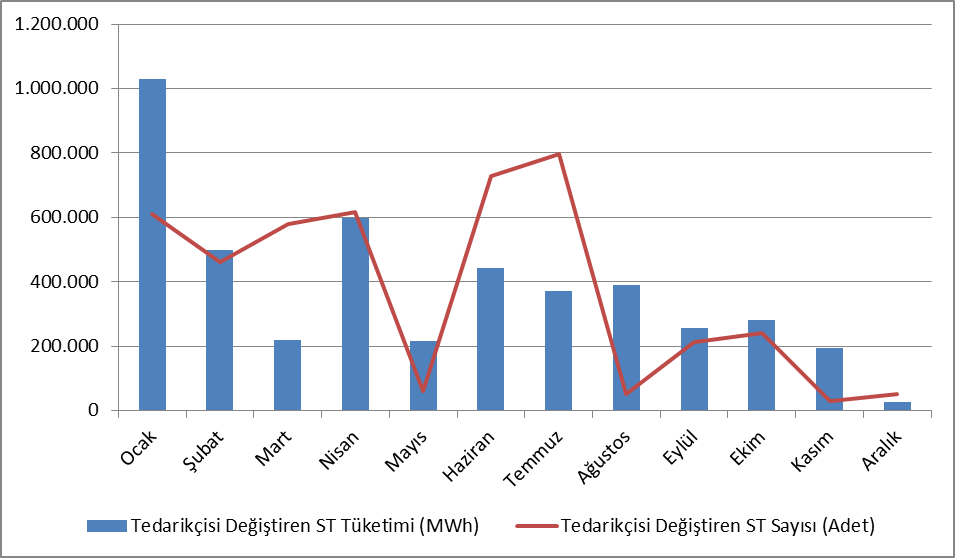 1.200.000
1.000.000
800.000
600.000
400.000
200.000
0
Ocak
Şubat
Mart
Nisan
Mayıs
Haziran
Temmuz
Ağustos
Eylül
Ekim
Kasım
Aralık
Tedarikçisi Değiştiren ST Tüketimi (MWh)
Tedarikçisi Değiştiren ST Sayısı (Adet)